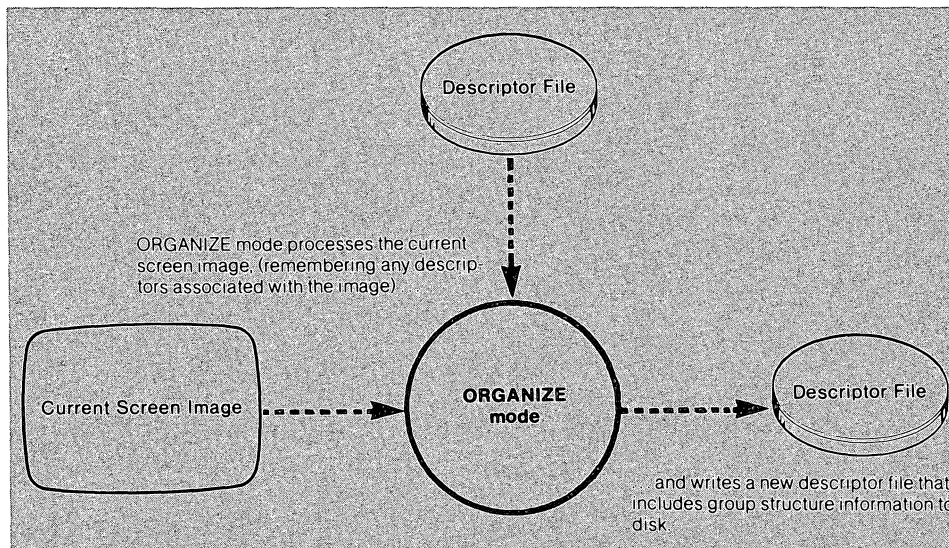 Descriptor File
ORGANIZE mode processes the current
screen image, (remembering any descrip-
tors associated with the image) . . .
Current Screen Image
ORGANIZE
mode
Descriptor File
. . . and writes a new descriptor file that
includes group structure information to
disk.